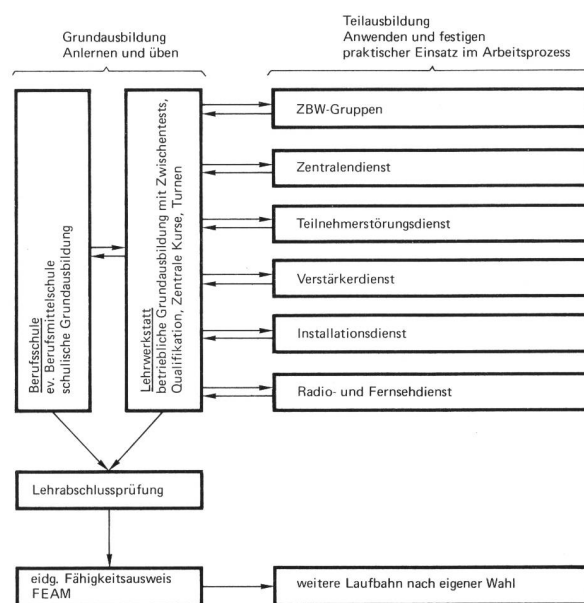 Grundausbildung
Anlernen und üben
Teilausbildung
Anwenden und festigen
praktischer Einsatz im Arbeitsprozess
Berufsschule
ev. Berufsmittelschule
schulische Grundausbildung
Lehrwerkstatt
betriebliche Grundausbildung mit Zwischentests,
Qualifikation, Zentrale Kurse, Turnen
ZBW-Gruppen
Zentralendienst
Teilnehmerstörungsdienst
Verstärkerdienst
Installationsdienst
Radio- und Fernsehdienst
Lehrabschlussprüfung
eidg. Fähigkeitsausweis
FEAM
weitere Laufbahn nach eigener Wahl